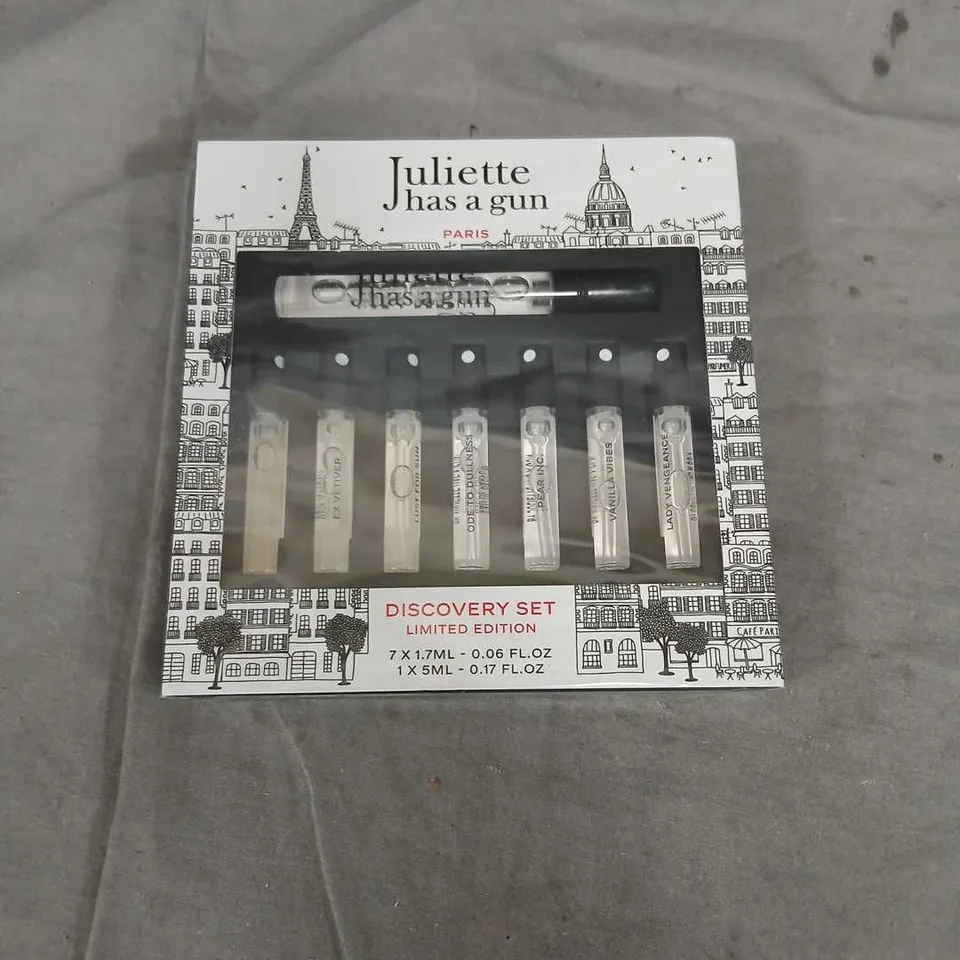 Juliette
has a gun
PARIS
Juliette
has a gun
EX VETIVER
LUST FOR SUN
ODE TO DULLNESS
PEAR INC.
VANILLA VIBES
LADY VENGEANCE
DISCOVERY SET
LIMITED EDITION
7 X 1.7ML - 0.06 FL.OZ
1 X 5ML - 0.17 FL.OZ
CAFÉ PARI